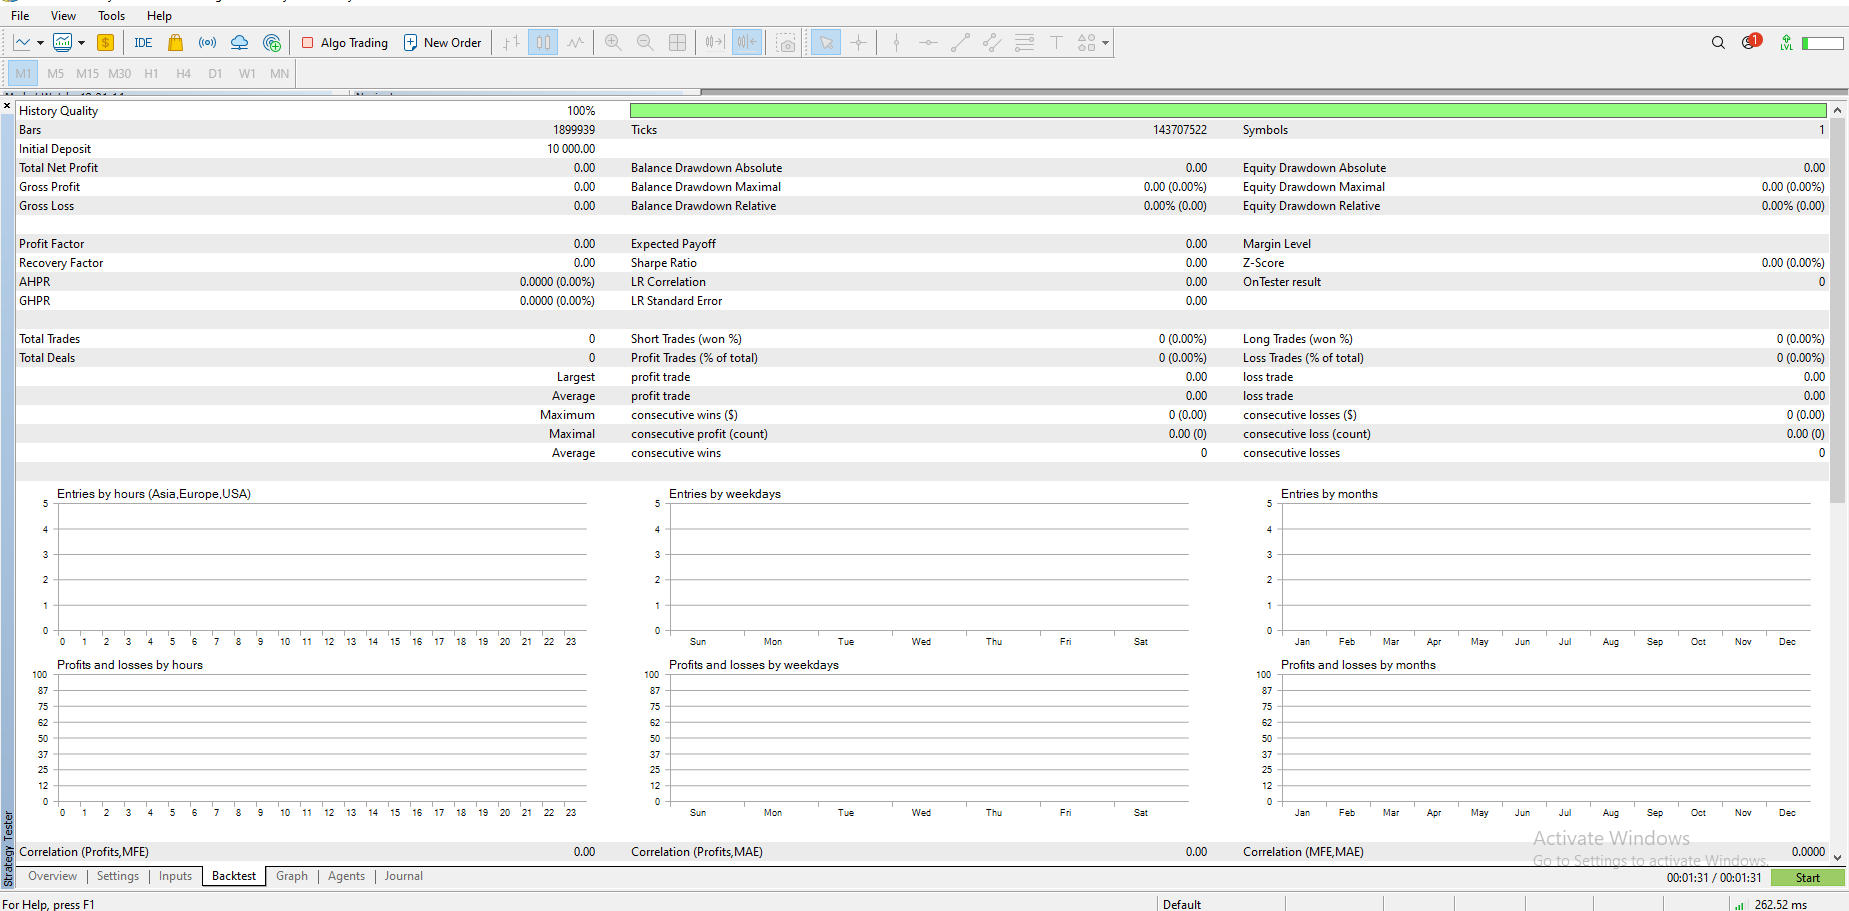 File View Tools Help
IDE Algo Trading New Order 1 LVL
M1 M5 M15 M30 H1 H4 D1 W1 MN
History Quality 100%
Bars 1899939 Ticks 143707522 Symbols 1
Initial Deposit 10 000.00
Total Net Profit 0.00 Balance Drawdown Absolute 0.00 Equity Drawdown Absolute 0.00
Gross Profit 0.00 Balance Drawdown Maximal 0.00 (0.00%) Equity Drawdown Maximal 0.00 (0.00%)
Gross Loss 0.00 Balance Drawdown Relative 0.00% (0.00) Equity Drawdown Relative 0.00% (0.00)
Profit Factor 0.00 Expected Payoff 0.00 Margin Level
Recovery Factor 0.00 Sharpe Ratio 0.00 Z-Score 0.00 (0.00%)
AHPR 0.0000 (0.00%) LR Correlation 0.00 OnTester result 0
GHPR 0.0000 (0.00%) LR Standard Error 0.00
Total Trades 0 Short Trades (won %) 0 (0.00%) Long Trades (won %) 0 (0.00%)
Total Deals 0 Profit Trades (% of total) 0 (0.00%) Loss Trades (% of total) 0 (0.00%)
Largest profit trade 0.00 loss trade 0.00
Average profit trade 0.00 loss trade 0.00
Maximum consecutive wins ($) 0 (0.00) consecutive losses ($) 0 (0.00)
Maximal consecutive profit (count) 0.00 (0) consecutive loss (count) 0.00 (0)
Average consecutive wins 0 consecutive losses 0
Entries by hours (Asia,Europe,USA) Entries by weekdays Entries by months
5 5 5
4 4 4
3 3 3
2 2 2
1 1 1
0 0 0
0 1 2 3 4 5 6 7 8 9 10 11 12 13 14 15 16 17 18 19 20 21 22 23 Sun Mon Tue Wed Thu Fri Sat Jan Feb Mar Apr May Jun Jul Aug Sep Oct Nov Dec
Profits and losses by hours Profits and losses by weekdays Profits and losses by months
100 100 100
87 87 87
75 75 75
62 62 62
50 50 50
37 37 37
25 25 25
12 12 12
0 0 0
0 1 2 3 4 5 6 7 8 9 10 11 12 13 14 15 16 17 18 19 20 21 22 23 Sun Mon Tue Wed Thu Fri Sat Jan Feb Mar Apr May Jun Jul Aug Sep Oct Nov Dec
Activate Windows
Go to Settings to activate Windows.
Correlation (Profits,MFE) 0.00 Correlation (Profits,MAE) 0.00 Correlation (MFE,MAE) 0.0000
Strategy Tester
Overview Settings Inputs Backtest Graph Agents Journal 00:01:31 / 00:01:31 Start
For Help, press F1 Default 262.52 ms